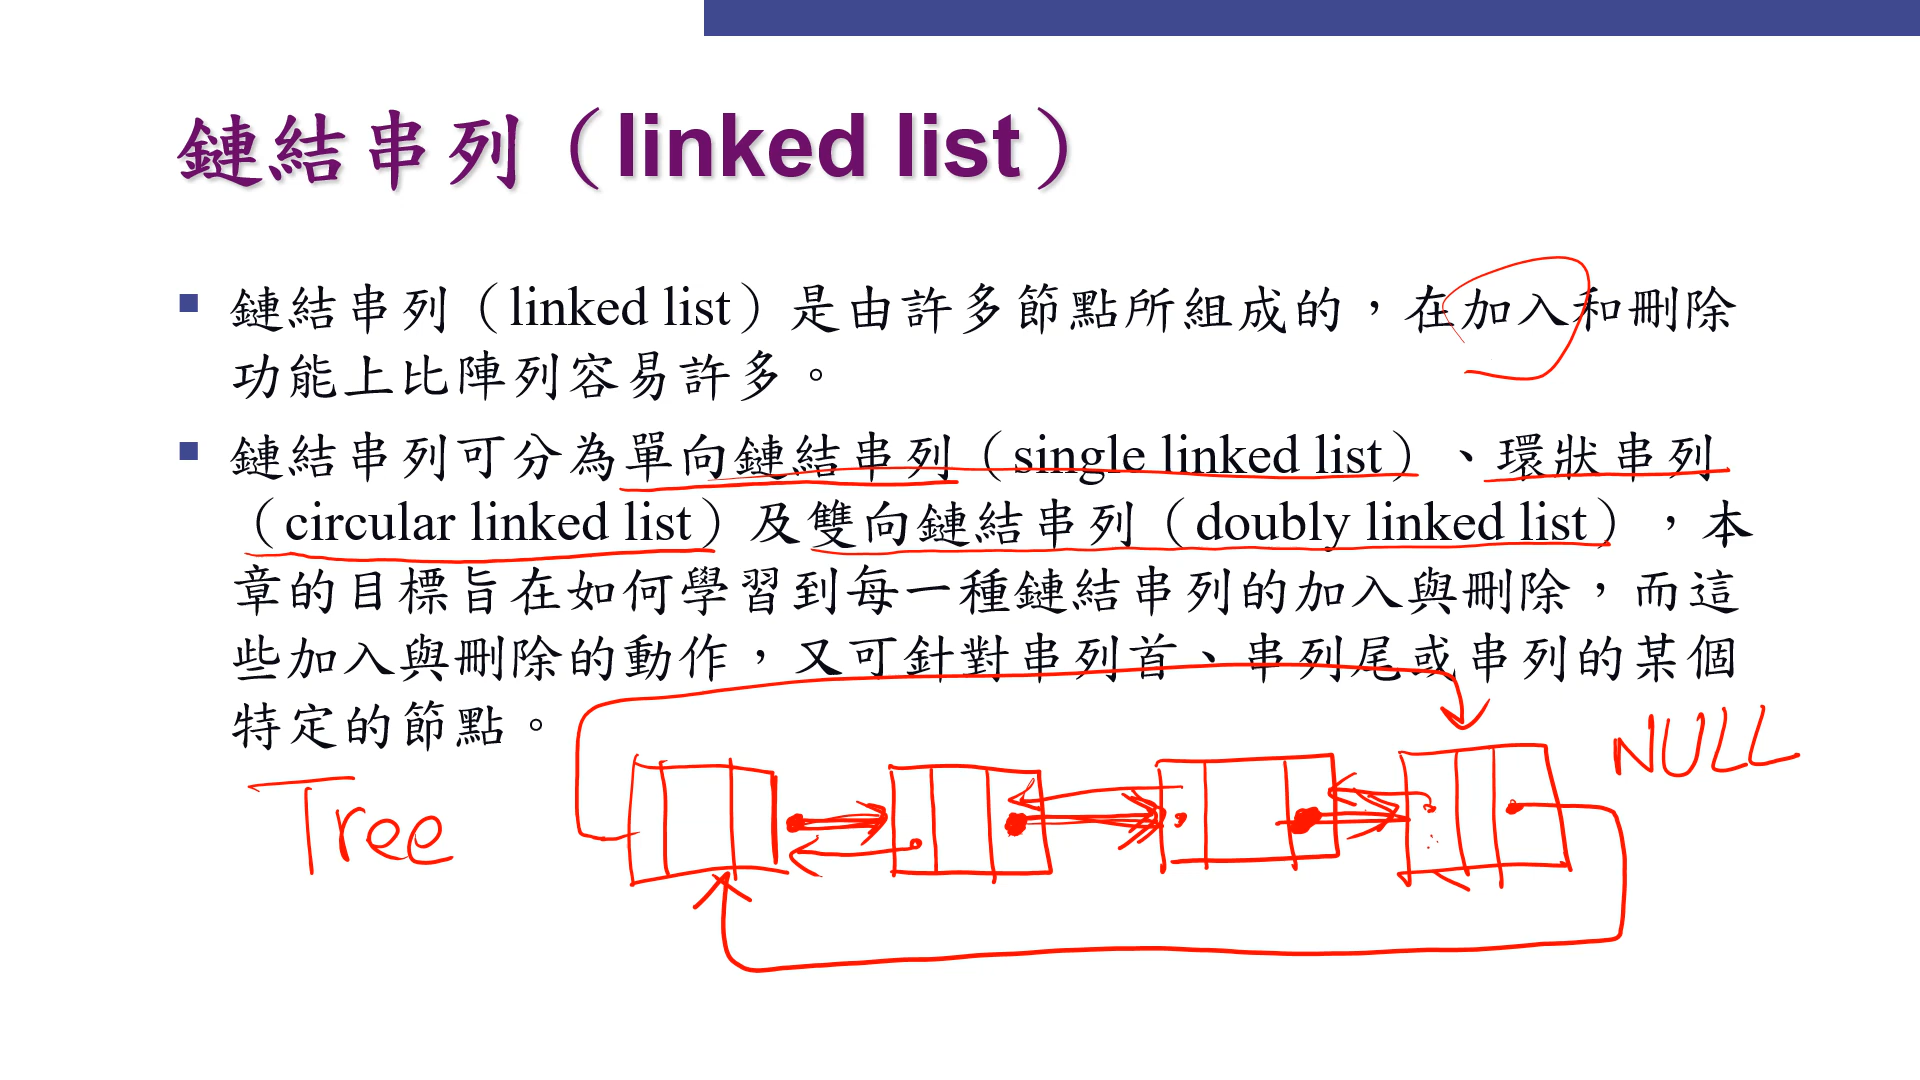 鏈結串列（linked list）
鏈結串列（linked list）是由許多節點所組成的，在加入和刪除
功能上比陣列容易許多。
鏈結串列可分為單向鏈結串列（single linked list）、環狀串列
（circular linked list）及雙向鏈結串列（doubly linked list），本
章的目標旨在如何學習到每一種鏈結串列的加入與刪除，而這
些加入與刪除的動作，又可針對串列首、串列尾或串列的某個
特定的節點。
NULL
Tree